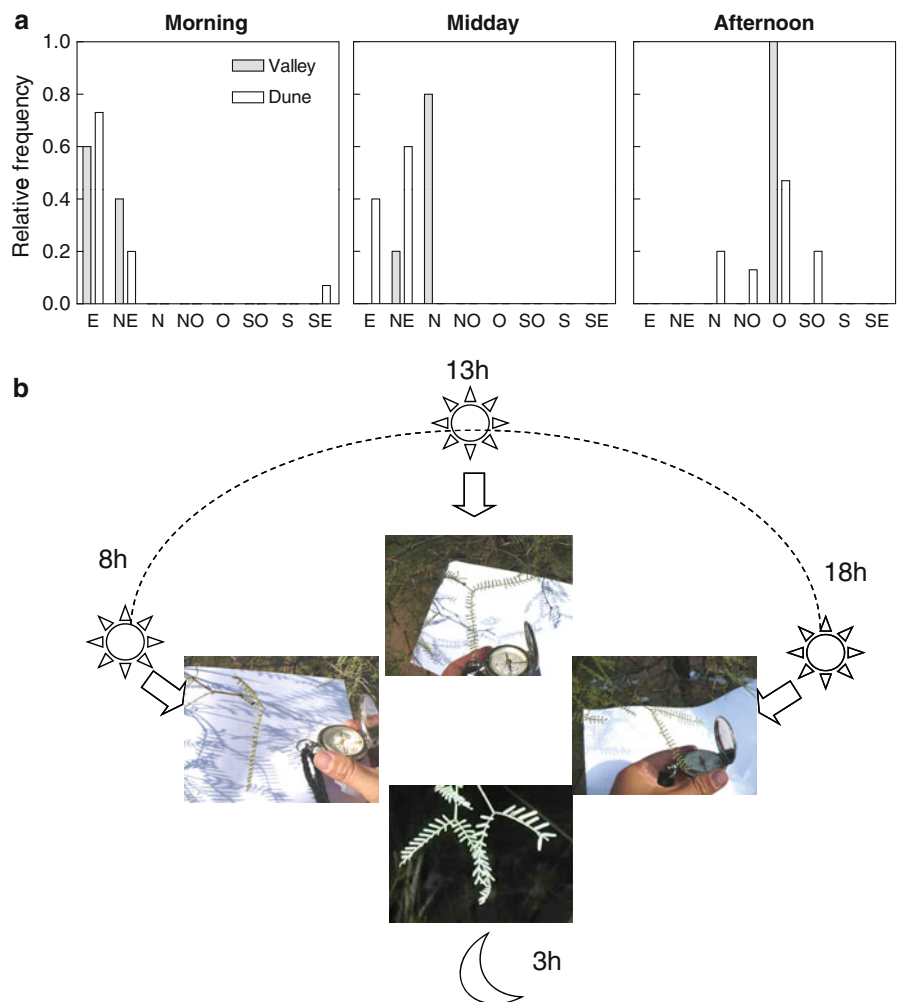 a
Morning
Midday
Afternoon
Relative frequency
1.0
0.8
0.6
0.4
0.2
0.0
Valley
Dune
E NE N NO O SO S SE
E NE N NO O SO S SE
E NE N NO O SO S SE
b
13h
8h
18h
3h